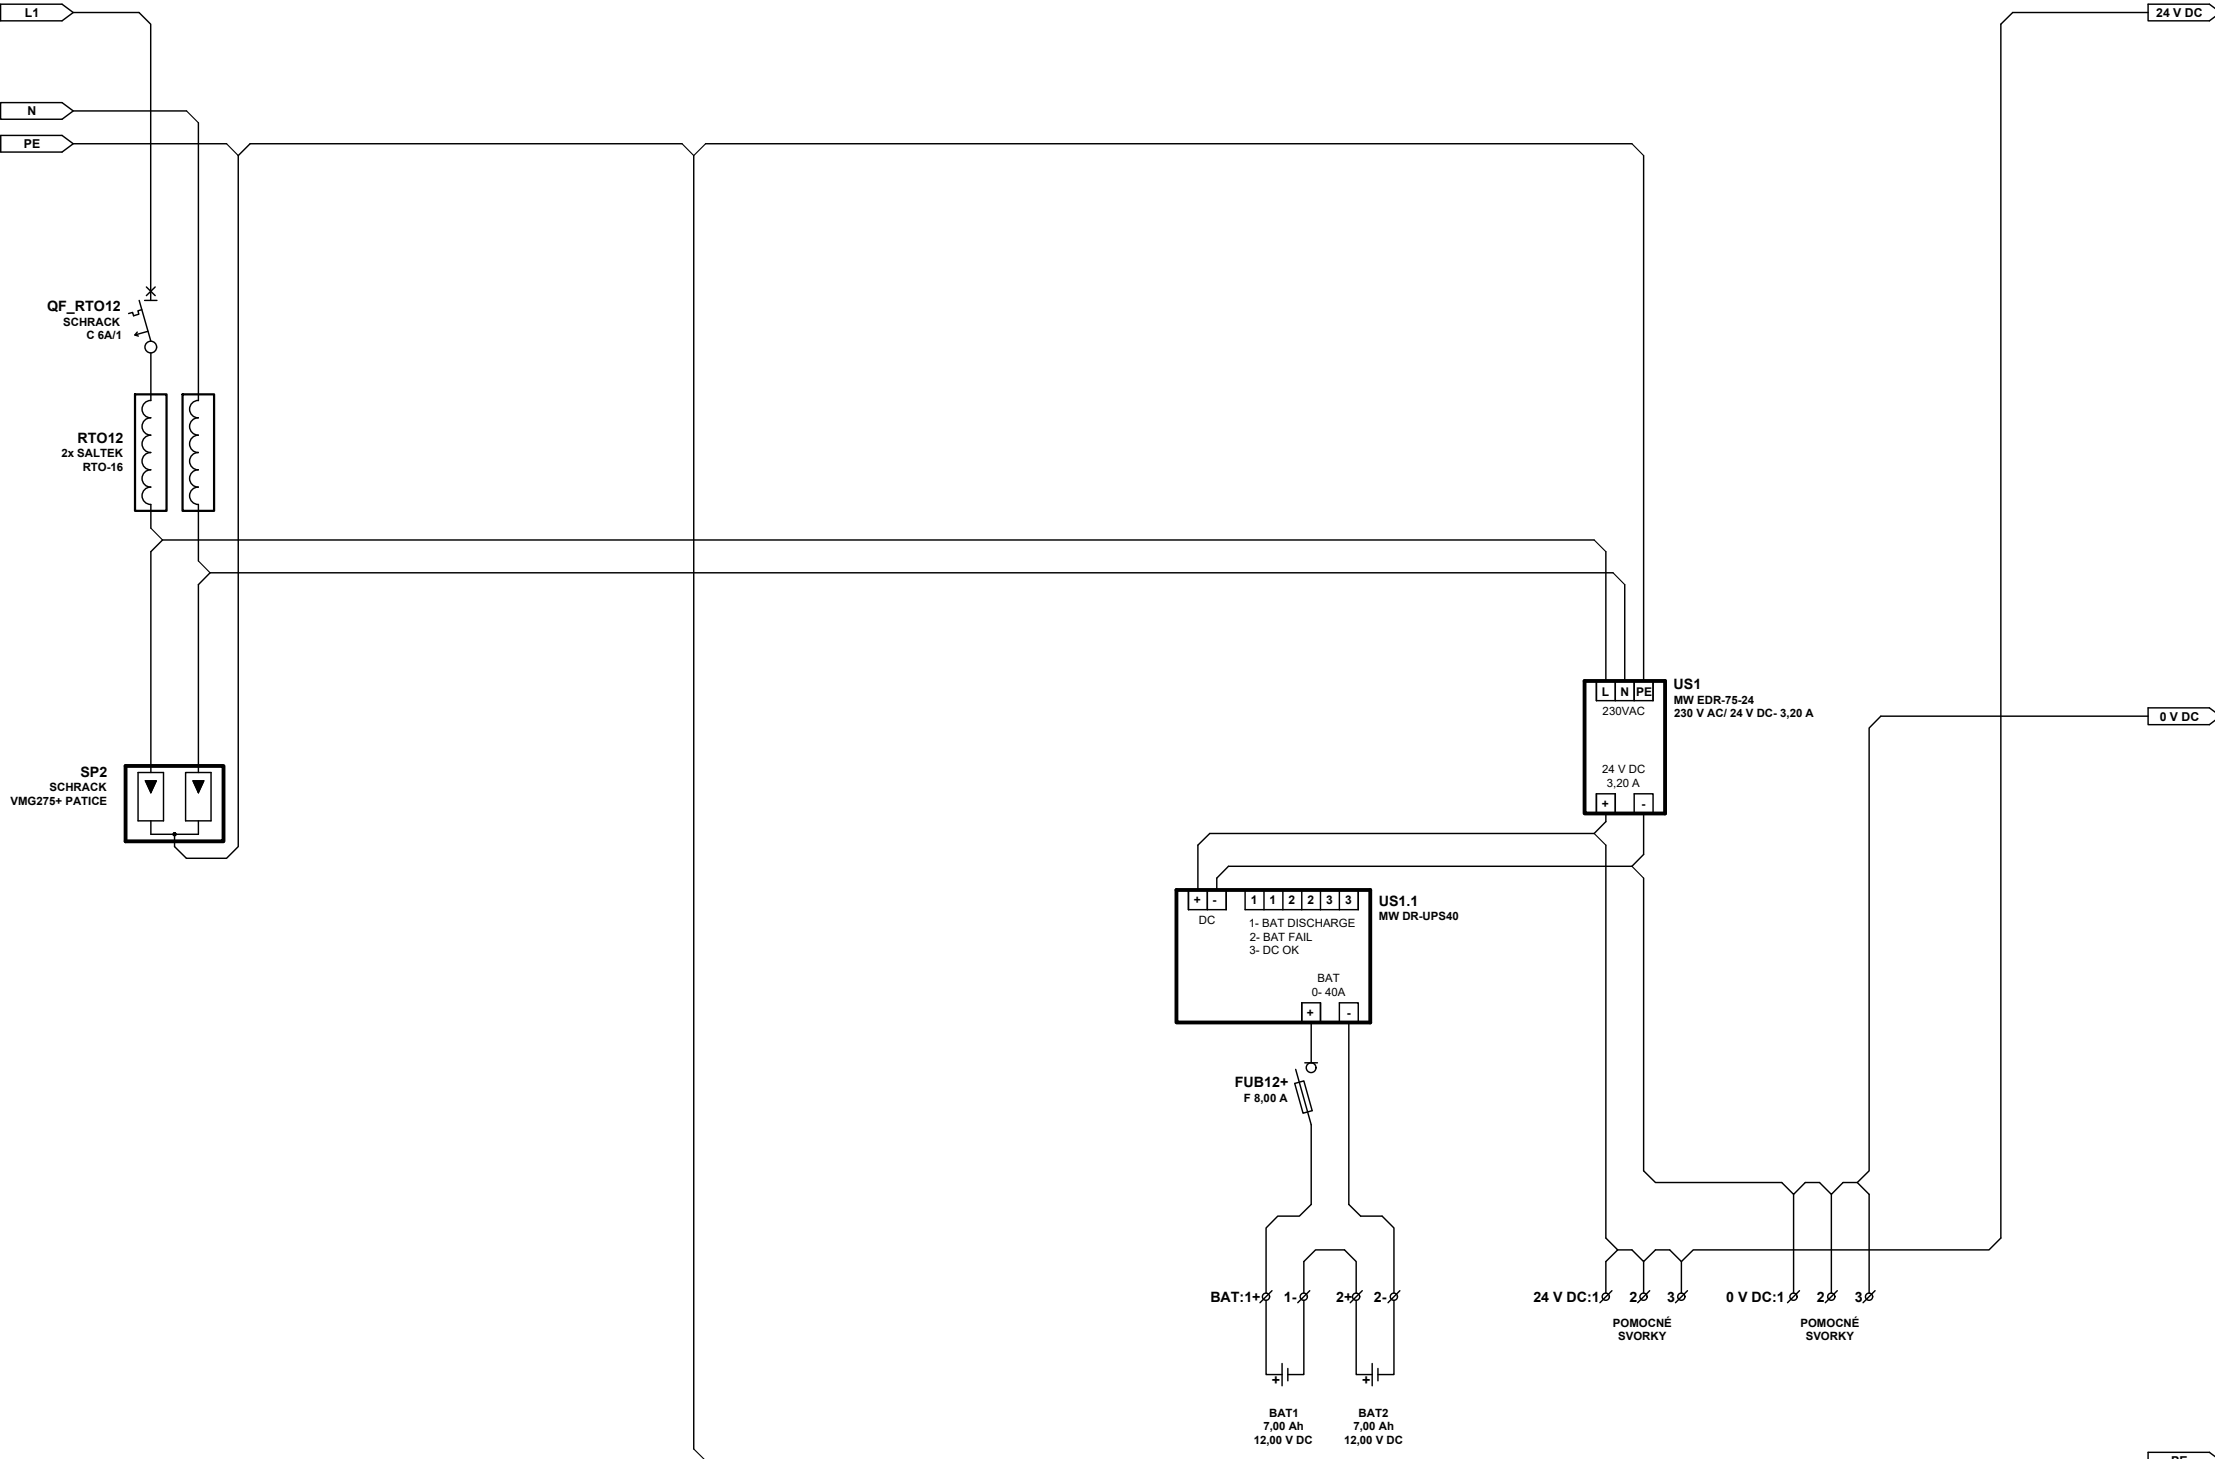 L1
24 V DC
N
PE
QF_RTO12
SCHRACK
C 6A/1
RTO12
2x SALTEK
RTO-16
L N PE
230VAC
US1
MW EDR-75-24
230 V AC/ 24 V DC- 3,20 A
0 V DC
24 V DC
3,20 A
+ -
SP2
SCHRACK
VMG275+ PATICE
+ - 1 1 2 2 3 3
DC
1- BAT DISCHARGE
2- BAT FAIL
3- DC OK
US1.1
MW DR-UPS40
BAT
0- 40A
+ -
FUB12+
F 8,00 A
BAT:1+ 1- 2+ 2-
24 V DC:1 2 3
0 V DC:1 2 3
POMOCNÉ
SVORKY
POMOCNÉ
SVORKY
+ +
BAT1
7,00 Ah
12,00 V DC
BAT2
7,00 Ah
12,00 V DC